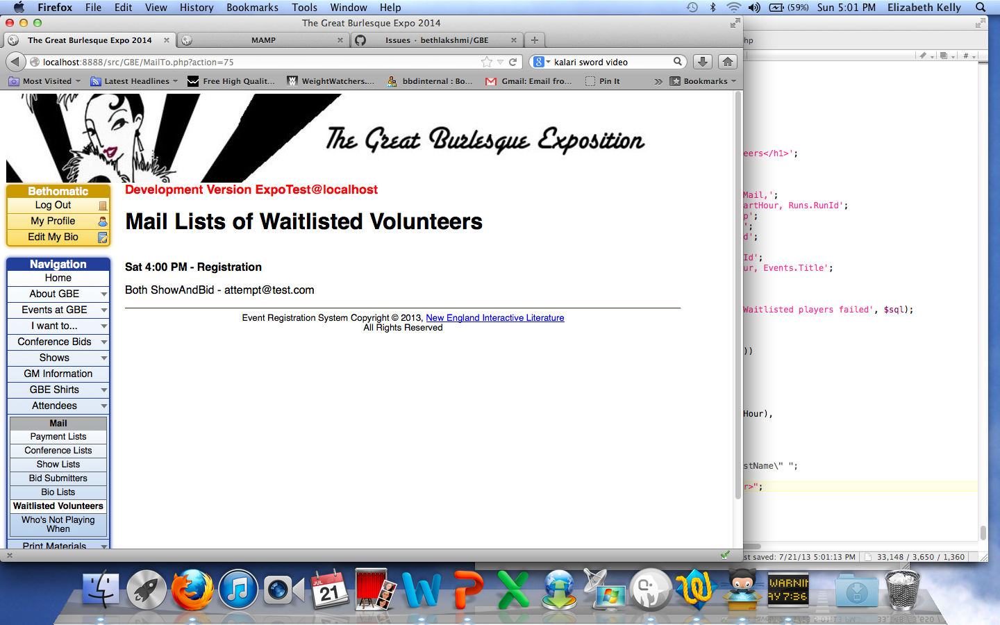 Firefox File Edit View History Bookmarks Tools Window Help (59%) Sun 5:01 PM Elizabeth Kelly
The Great Burlesque Expo 2014
The Great Burlesque Expo 2014 MAMP Issues · bethlakshmi/GBE
localhost:8888/src/GBE/MailTo.php?action=75 kalari sword video
Most Visited Latest Headlines Free High Qualit... WeightWatchers.... bbdinternal : Bo... Gmail: Email fro... Pin It » Bookmarks
The Great Burlesque Exposition
Bethomatic
Log Out
My Profile
Edit My Bio
Navigation
Home
About GBE
Events at GBE
I want to...
Conference Bids
Shows
GM Information
GBE Shirts
Attendees
Mail
Payment Lists
Conference Lists
Show Lists
Bid Submitters
Bio Lists
Waitlisted Volunteers
Who's Not Playing
When
Print Materials
Development Version ExpoTest@localhost
Mail Lists of Waitlisted Volunteers
Sat 4:00 PM - Registration
Both ShowAndBid - attempt@test.com
Event Registration System Copyright © 2013, New England Interactive Literature
All Rights Reserved
hp
#
eers</h1>';
Mail,';
artHour, Runs.RunId';
p';
';
d';
Id';
ur, Events.Title';
Waitlisted players failed', $sql);
))
Hour),
stName\" ";
r>";
st saved: 7/21/13 5:01:13 PM 33,148 / 3,650 / 1,360
JUL
21
WARNIN
AY 7:36